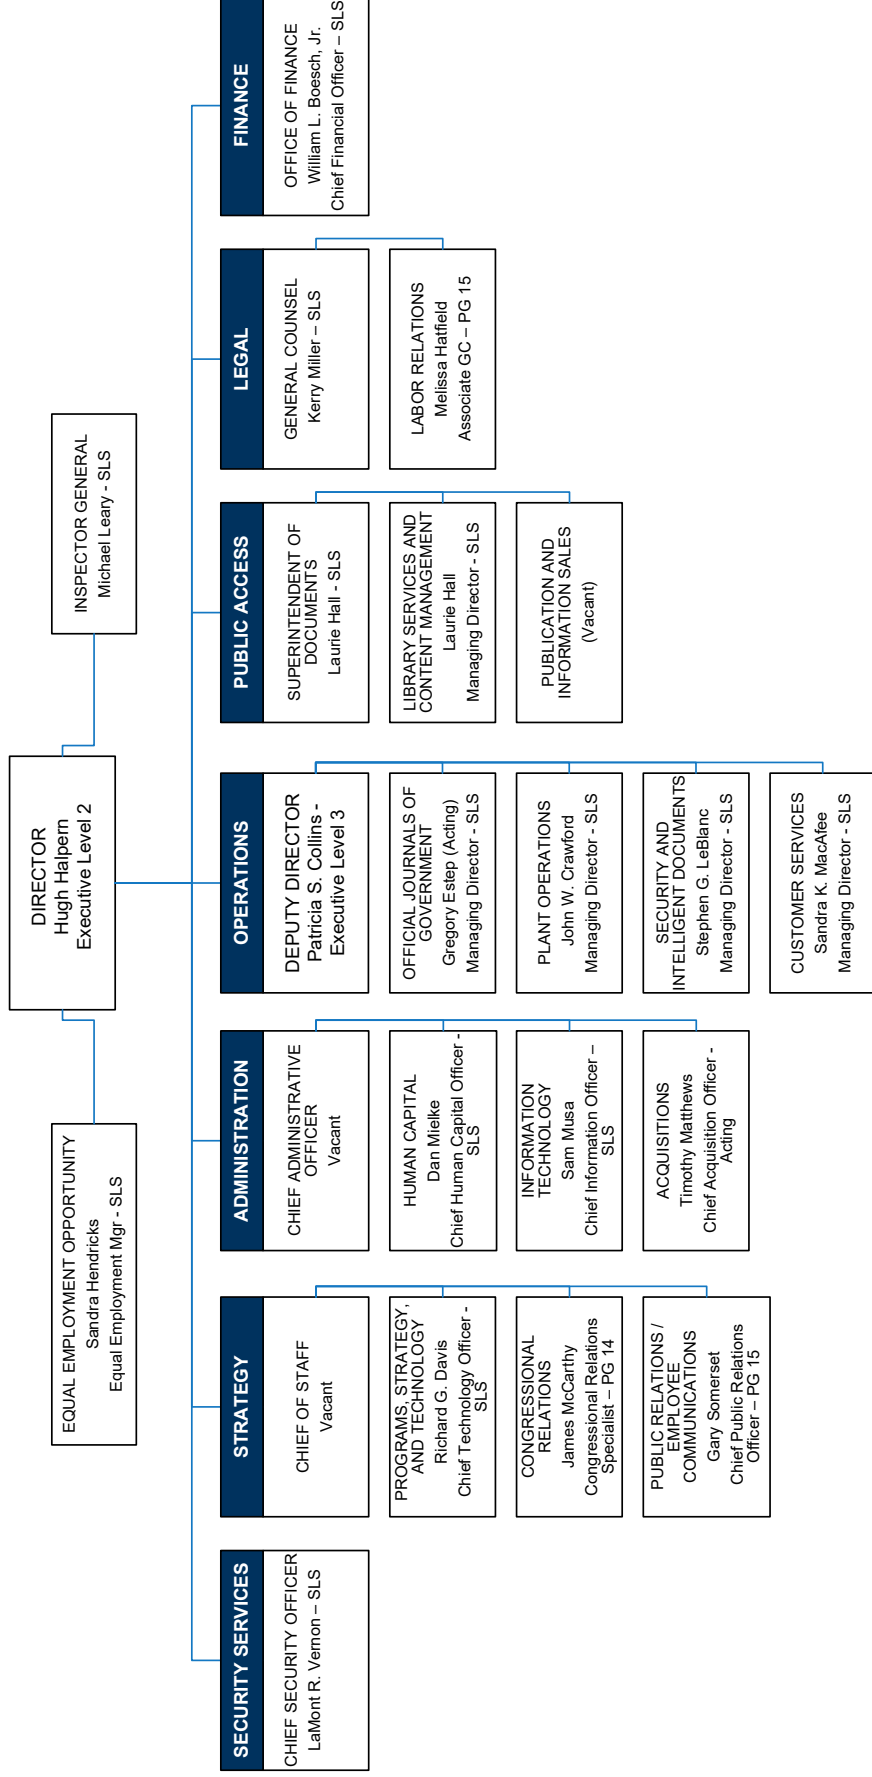 DIRECTOR
Hugh Halpern
Executive Level 2
EQUAL EMPLOYMENT OPPORTUNITY
Sandra Hendricks
Equal Employment Mgr - SLS
INSPECTOR GENERAL
Michael Leary - SLS
SECURITY SERVICES
CHIEF SECURITY OFFICER
LaMont R. Vernon – SLS
STRATEGY
CHIEF OF STAFF
Vacant
PROGRAMS, STRATEGY,
AND TECHNOLOGY
Richard G. Davis
Chief Technology Officer -
SLS
CONGRESSIONAL
RELATIONS
James McCarthy
Congressional Relations
Specialist – PG 14
PUBLIC RELATIONS /
EMPLOYEE
COMMUNICATIONS
Gary Somerset
Chief Public Relations
Officer – PG 15
ADMINISTRATION
CHIEF ADMINISTRATIVE
OFFICER
Vacant
HUMAN CAPITAL
Dan Mielke
Chief Human Capital Officer -
SLS
INFORMATION
TECHNOLOGY
Sam Musa
Chief Information Officer –
SLS
ACQUISITIONS
Timothy Matthews
Chief Acquisition Officer -
Acting
OPERATIONS
DEPUTY DIRECTOR
Patricia S. Collins -
Executive Level 3
OFFICIAL JOURNALS OF
GOVERNMENT
Gregory Estep (Acting)
Managing Director - SLS
PLANT OPERATIONS
John W. Crawford
Managing Director - SLS
SECURITY AND
INTELLIGENT DOCUMENTS
Stephen G. LeBlanc
Managing Director - SLS
CUSTOMER SERVICES
Sandra K. MacAfee
Managing Director - SLS
PUBLIC ACCESS
SUPERINTENDENT OF
DOCUMENTS
Laurie Hall - SLS
LIBRARY SERVICES AND
CONTENT MANAGEMENT
Laurie Hall
Managing Director - SLS
PUBLICATION AND
INFORMATION SALES
(Vacant)
LEGAL
GENERAL COUNSEL
Kerry Miller – SLS
LABOR RELATIONS
Melissa Hatfield
Associate GC – PG 15
FINANCE
OFFICE OF FINANCE
William L. Boesch, Jr.
Chief Financial Officer – SLS